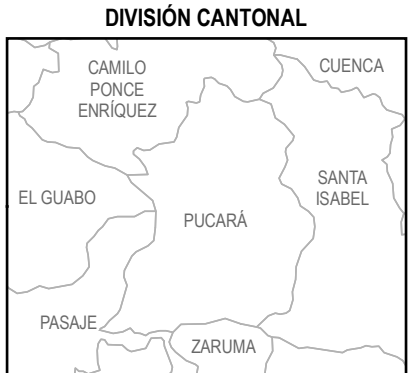 DIVISIÓN CANTONAL
CAMILO
PONCE
ENRÍQUEZ
CUENCA
SANTA
ISABEL
EL GUABO
PUCARÁ
PASAJE
ZARUMA